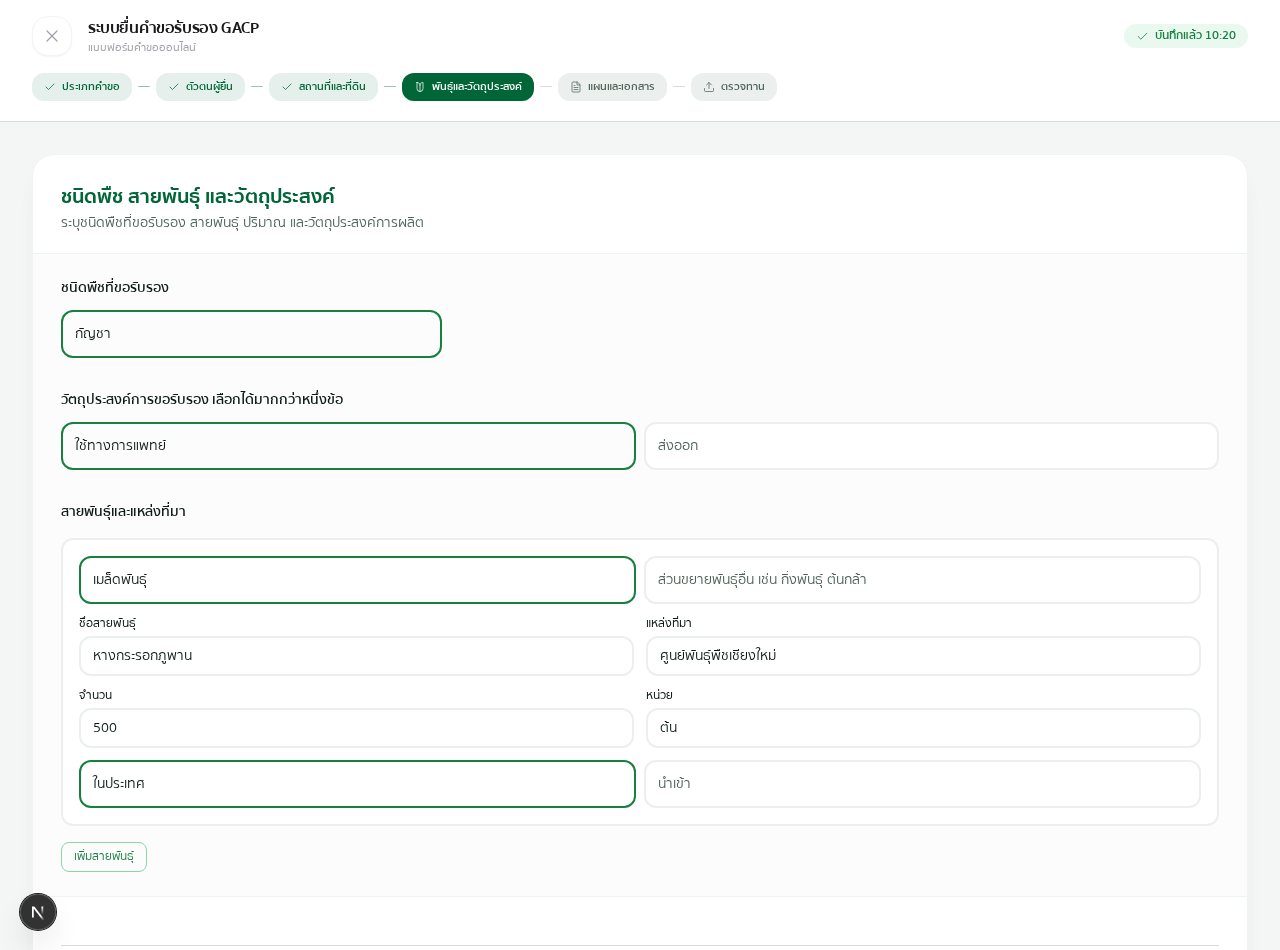 ระบบยื่นคำขอรับรอง GACP
แบบฟอร์มคำขอออนไลน์
บันทึกแล้ว 10:20
ประเภทคำขอ
ตัวตนผู้ยื่น
สถานที่และที่ดิน
พันธุ์และวัตถุประสงค์
แผนและเอกสาร
ตรวจทาน
ชนิดพืช สายพันธุ์ และวัตถุประสงค์
ระบุชนิดพืชที่ขอรับรอง สายพันธุ์ ปริมาณ และวัตถุประสงค์การผลิต
ชนิดพืชที่ขอรับรอง
กัญชา
วัตถุประสงค์การขอรับรอง เลือกได้มากกว่าหนึ่งข้อ
ใช้ทางการแพทย์
ส่งออก
สายพันธุ์และแหล่งที่มา
เมล็ดพันธุ์
ส่วนขยายพันธุ์อื่น เช่น กิ่งพันธุ์ ต้นกล้า
ชื่อสายพันธุ์
แหล่งที่มา
หางกระรอกภูพาน
ศูนย์พันธุ์พืชเชียงใหม่
จำนวน
หน่วย
500
ต้น
ในประเทศ
นำเข้า
เพิ่มสายพันธุ์
N